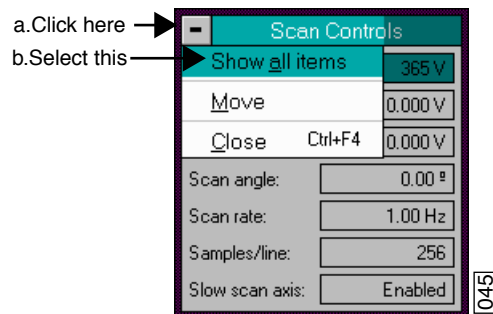 a.Click here
Scan Controls
b.Select this
Show all items
365 V
Move
0.000 V
Close Ctrl+F4
0.000 V
Scan angle: 0.00 º
Scan rate: 1.00 Hz
Samples/line: 256
Slow scan axis: Enabled
045